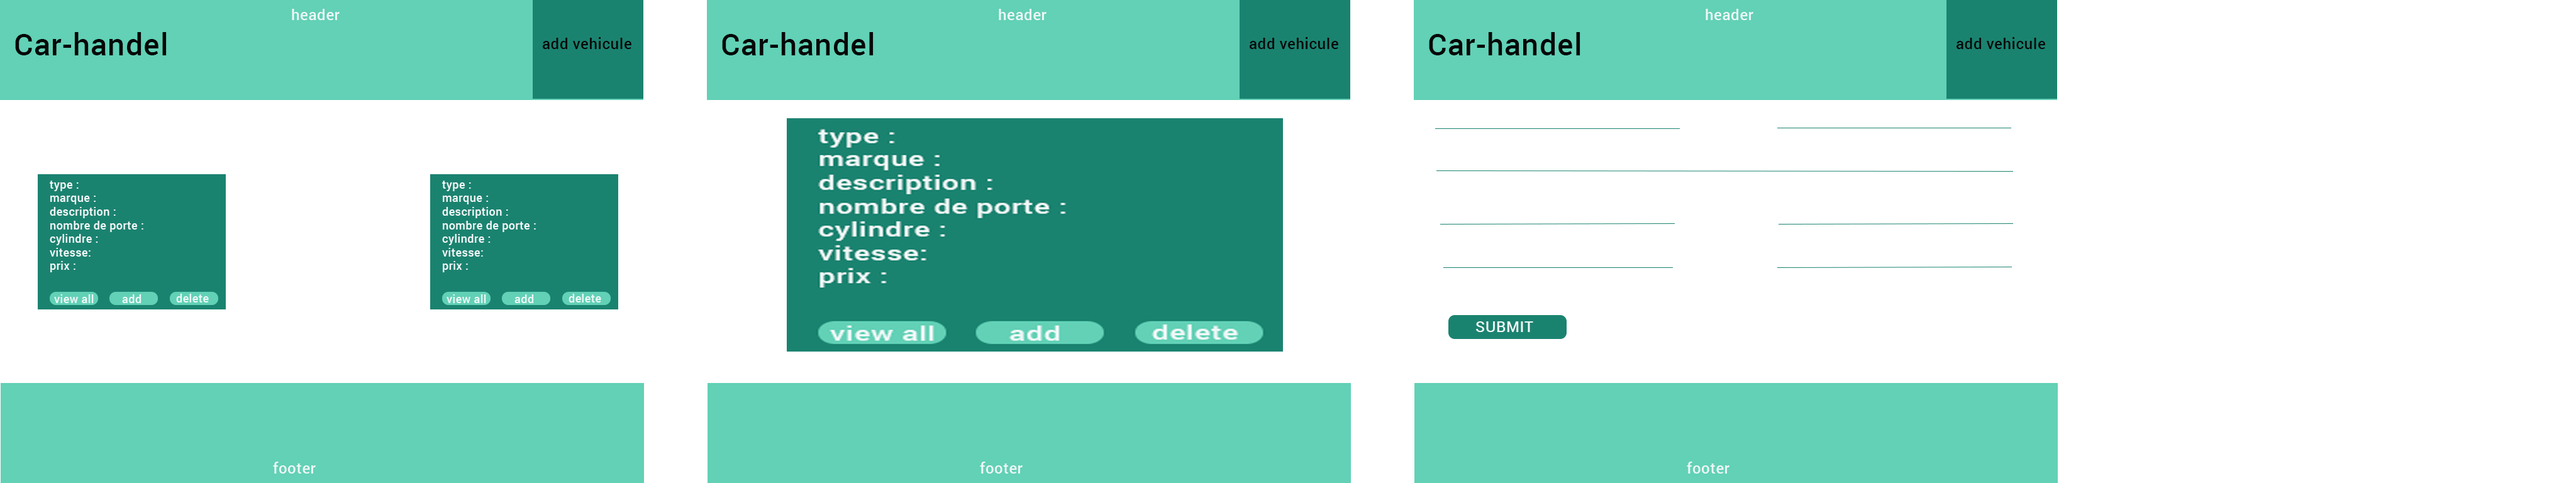 header
Car-handel
add vehicule
type :
marque :
description :
nombre de porte :
cylindre :
vitesse:
prix :
view all add delete
type :
marque :
description :
nombre de porte :
cylindre :
vitesse:
prix :
view all add delete
footer
header
Car-handel
add vehicule
type :
marque :
description :
nombre de porte :
cylindre :
vitesse:
prix :
view all add delete
footer
header
Car-handel
add vehicule
SUBMIT
footer